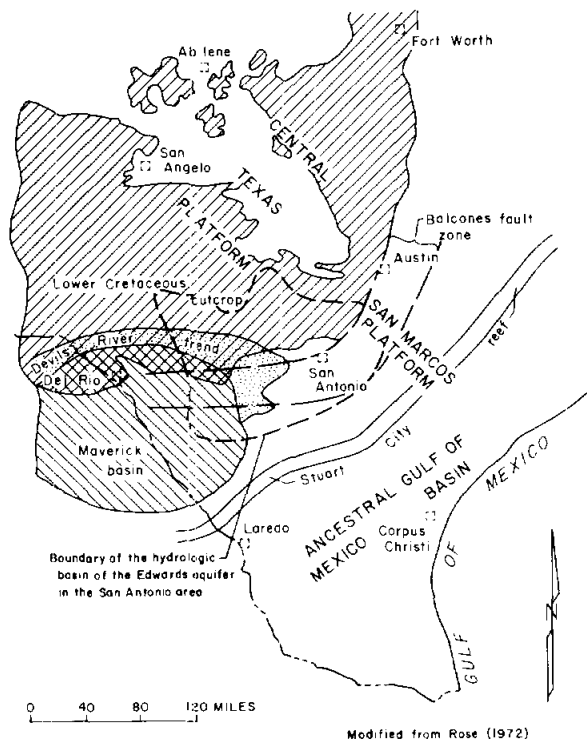 Fort Worth
Abilene
CENTRAL
TEXAS
PLATFORM
San
Angelo
Balcones fault
zone
Austin
Lower Cretaceous
Outcrop
SAN MARCOS
PLATFORM
reef
Devils River trend
Del Rio
San
Antonio
Maverick
basin
City
Stuart
ANCESTRAL GULF OF
MEXICO BASIN
Corpus
Christi
GULF OF MEXICO
Laredo
Boundary of the hydrologic
basin of the Edwards aquifer
in the San Antonio area
0 40 80 120 MILES
Modified from Rose (1972)